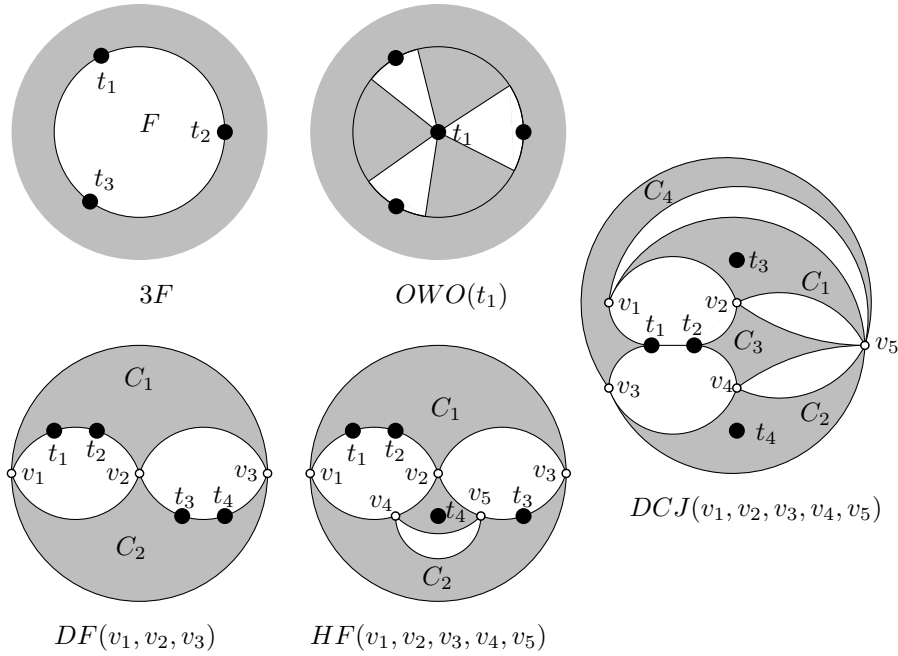 t₁
F
t₂
t₃
3F
t₁
OWO(t₁)
C₄
t₃
C₁
v₁
v₂
t₁
t₂
C₃
v₅
v₃
v₄
C₂
t₄
DCJ(v₁, v₂, v₃, v₄, v₅)
C₁
t₁
t₂
v₁
v₂
v₃
t₃
t₄
C₂
DF(v₁, v₂, v₃)
C₁
t₁
t₂
v₁
v₂
v₃
v₄
v₅
t₃
t₄
C₂
HF(v₁, v₂, v₃, v₄, v₅)